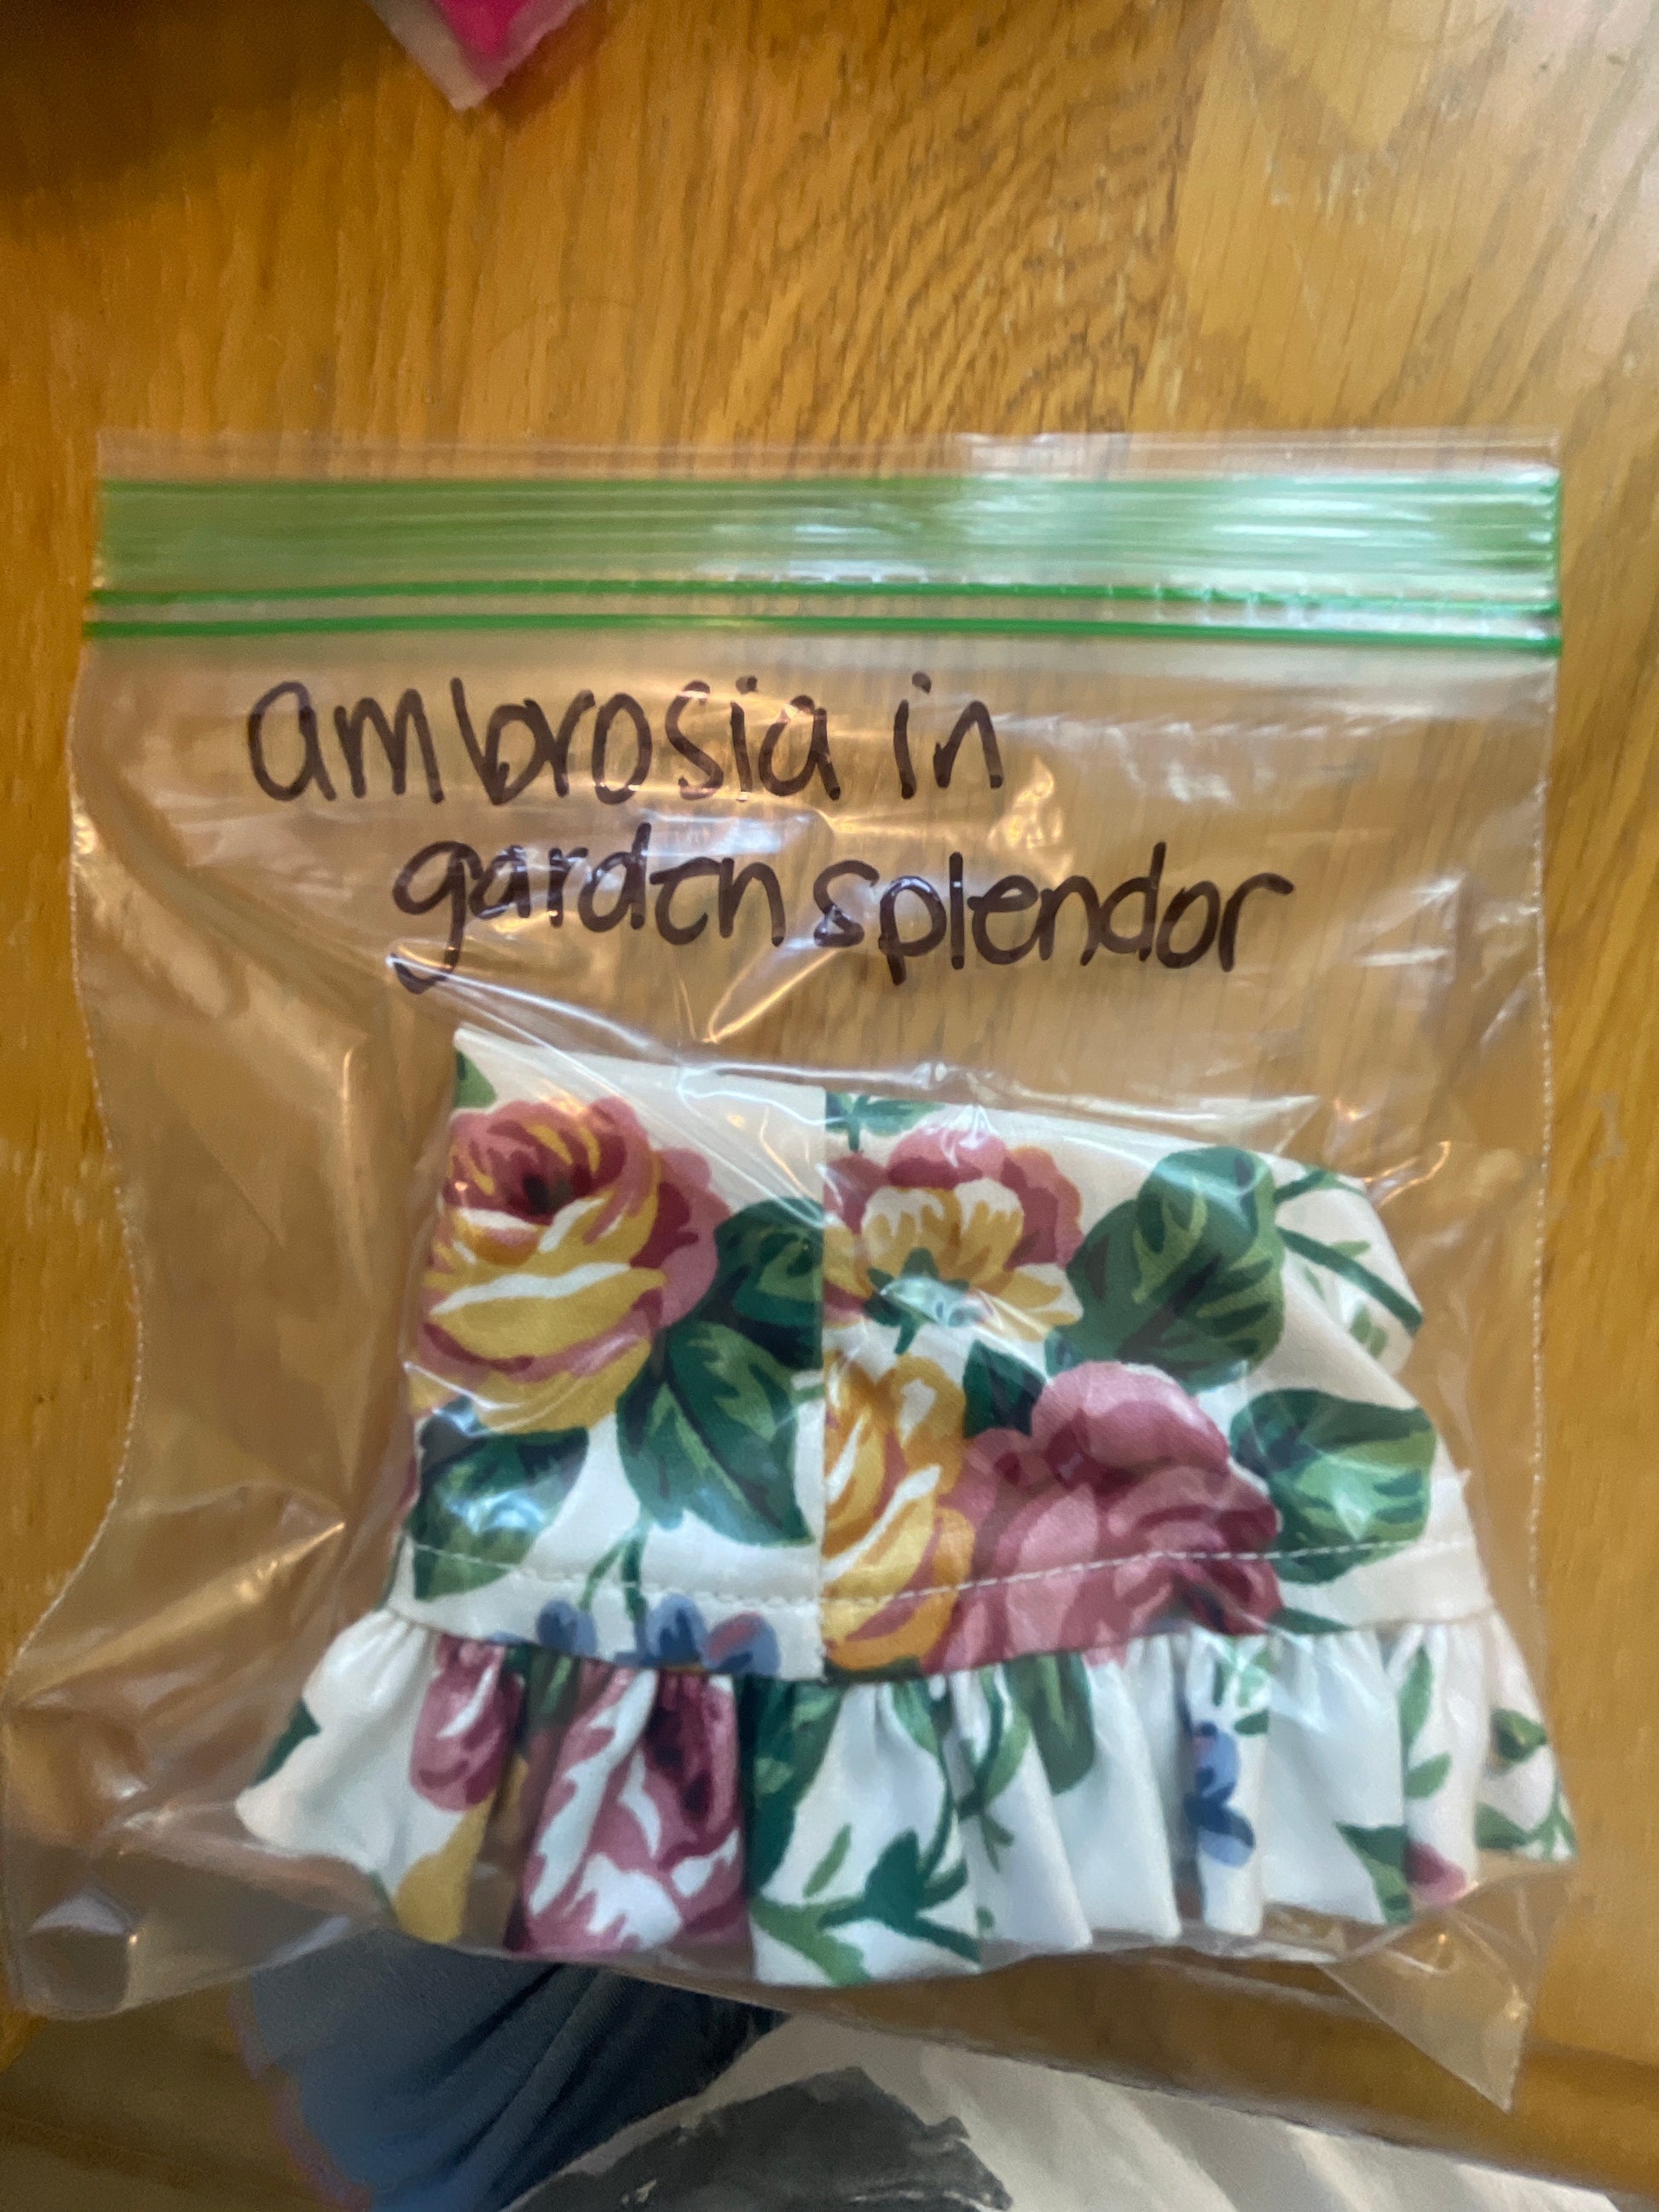 ambrosia in
garden splendor